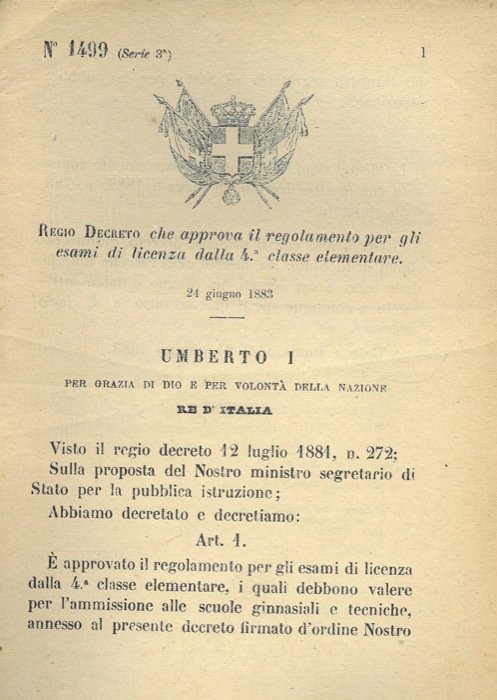 N° 1499 (Serie 3ª) 1
REGIO DECRETO che approva il regolamento per gli
esami di licenza dalla 4.ª classe elementare.
24 giugno 1883
UMBERTO I
PER GRAZIA DI DIO E PER VOLONTÀ DELLA NAZIONE
RE D'ITALIA
Visto il regio decreto 12 luglio 1881, n. 272;
Sulla proposta del Nostro ministro segretario di
Stato per la pubblica istruzione;
Abbiamo decretato e decretiamo:
Art. 1.
È approvato il regolamento per gli esami di licenza
dalla 4.ª classe elementare, i quali debbono valere
per l'ammissione alle scuole ginnasiali e tecniche,
annesso al presente decreto firmato d'ordine Nostro